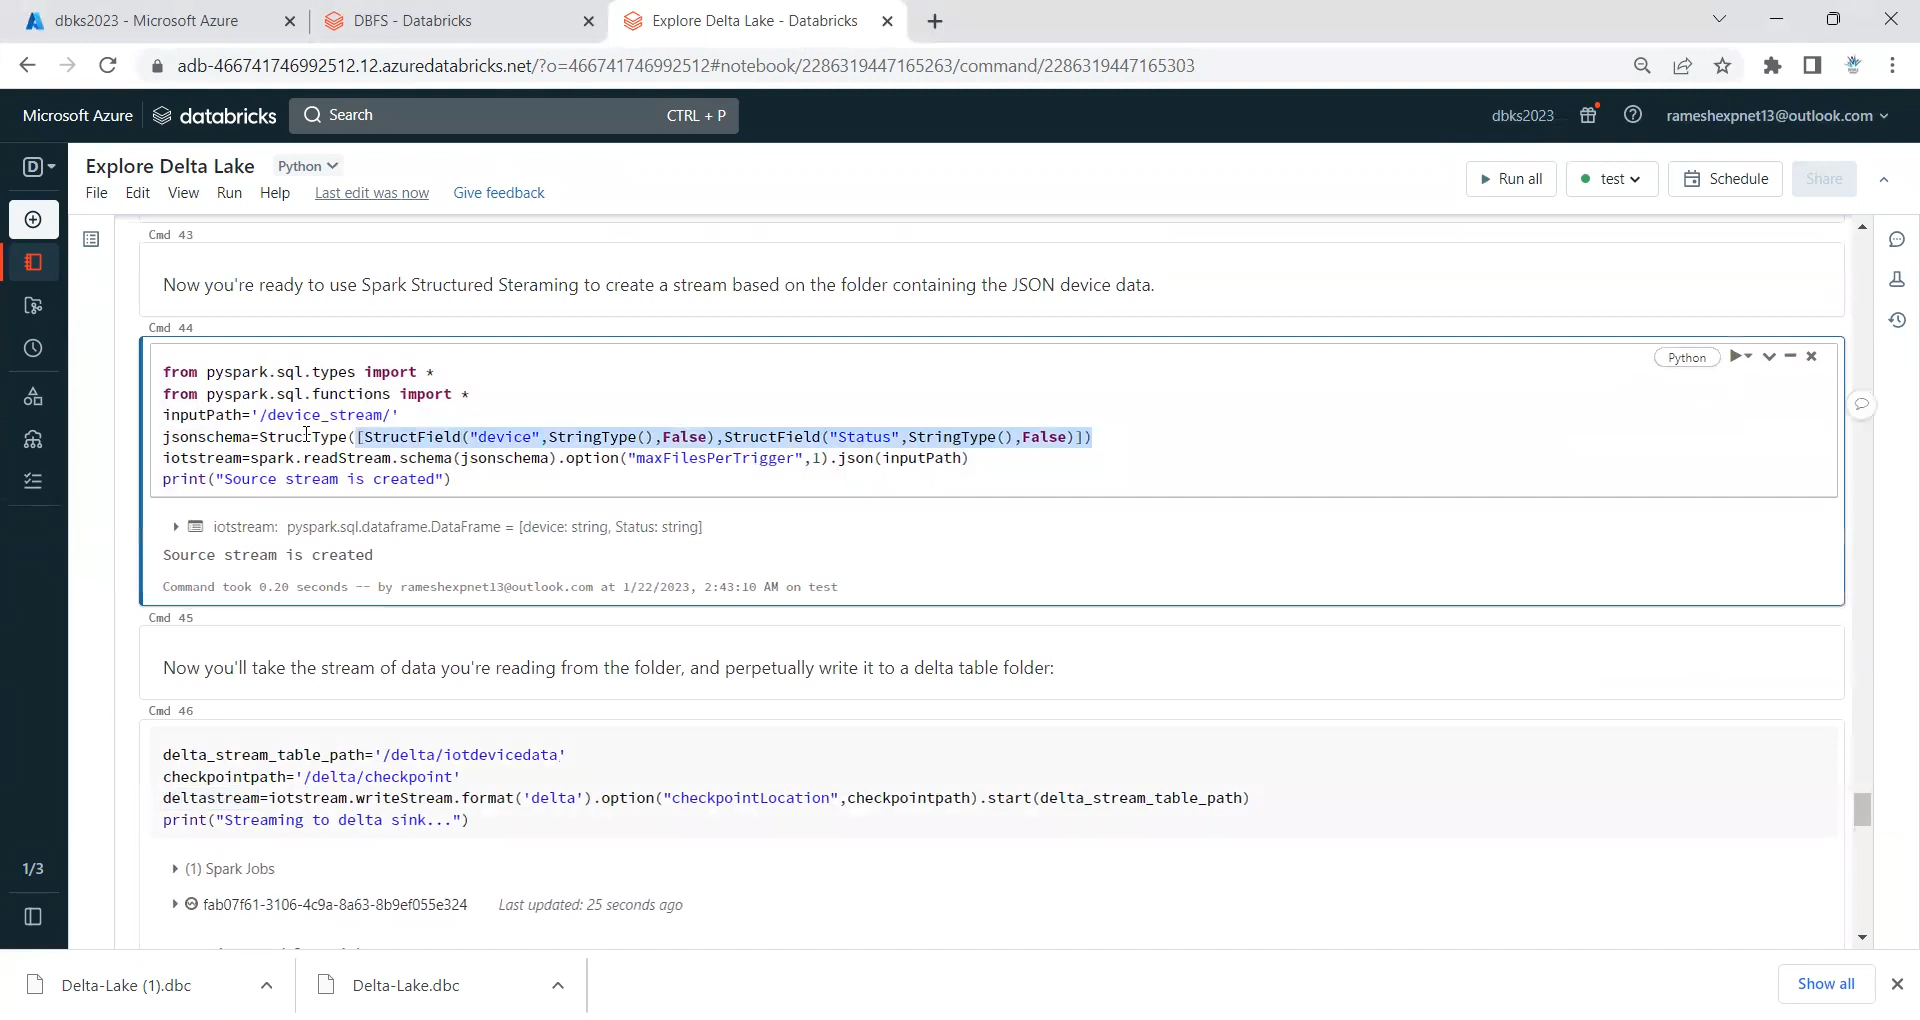 dbks2023 - Microsoft Azure
DBFS - Databricks
Explore Delta Lake - Databricks
adb-466741746992512.12.azuredatabricks.net/?o=466741746992512#notebook/2286319447165263/command/2286319447165303
Microsoft Azure
databricks
Search
CTRL + P
dbks2023
rameshexpnet13@outlook.com
D
Explore Delta Lake
Python
File Edit View Run Help Last edit was now Give feedback
Run all
test
Schedule
Share
Cmd 43
Now you're ready to use Spark Structured Steraming to create a stream based on the folder containing the JSON device data.
Cmd 44
Python
from pyspark.sql.types import *
from pyspark.sql.functions import *
inputPath='/device_stream/'
jsonschema=StructType([StructField("device",StringType(),False),StructField("Status",StringType(),False)])
iotstream=spark.readStream.schema(jsonschema).option("maxFilesPerTrigger",1).json(inputPath)
print("Source stream is created")
iotstream: pyspark.sql.dataframe.DataFrame = [device: string, Status: string]
Source stream is created
Command took 0.20 seconds -- by rameshexpnet13@outlook.com at 1/22/2023, 2:43:10 AM on test
Cmd 45
Now you'll take the stream of data you're reading from the folder, and perpetually write it to a delta table folder:
Cmd 46
delta_stream_table_path='/delta/iotdevicedata'
checkpointpath='/delta/checkpoint'
deltastream=iotstream.writeStream.format('delta').option("checkpointLocation",checkpointpath).start(delta_stream_table_path)
print("Streaming to delta sink...")
(1) Spark Jobs
fab07f61-3106-4c9a-8a63-8b9ef055e324 Last updated: 25 seconds ago
1/3
Delta-Lake (1).dbc
Delta-Lake.dbc
Show all